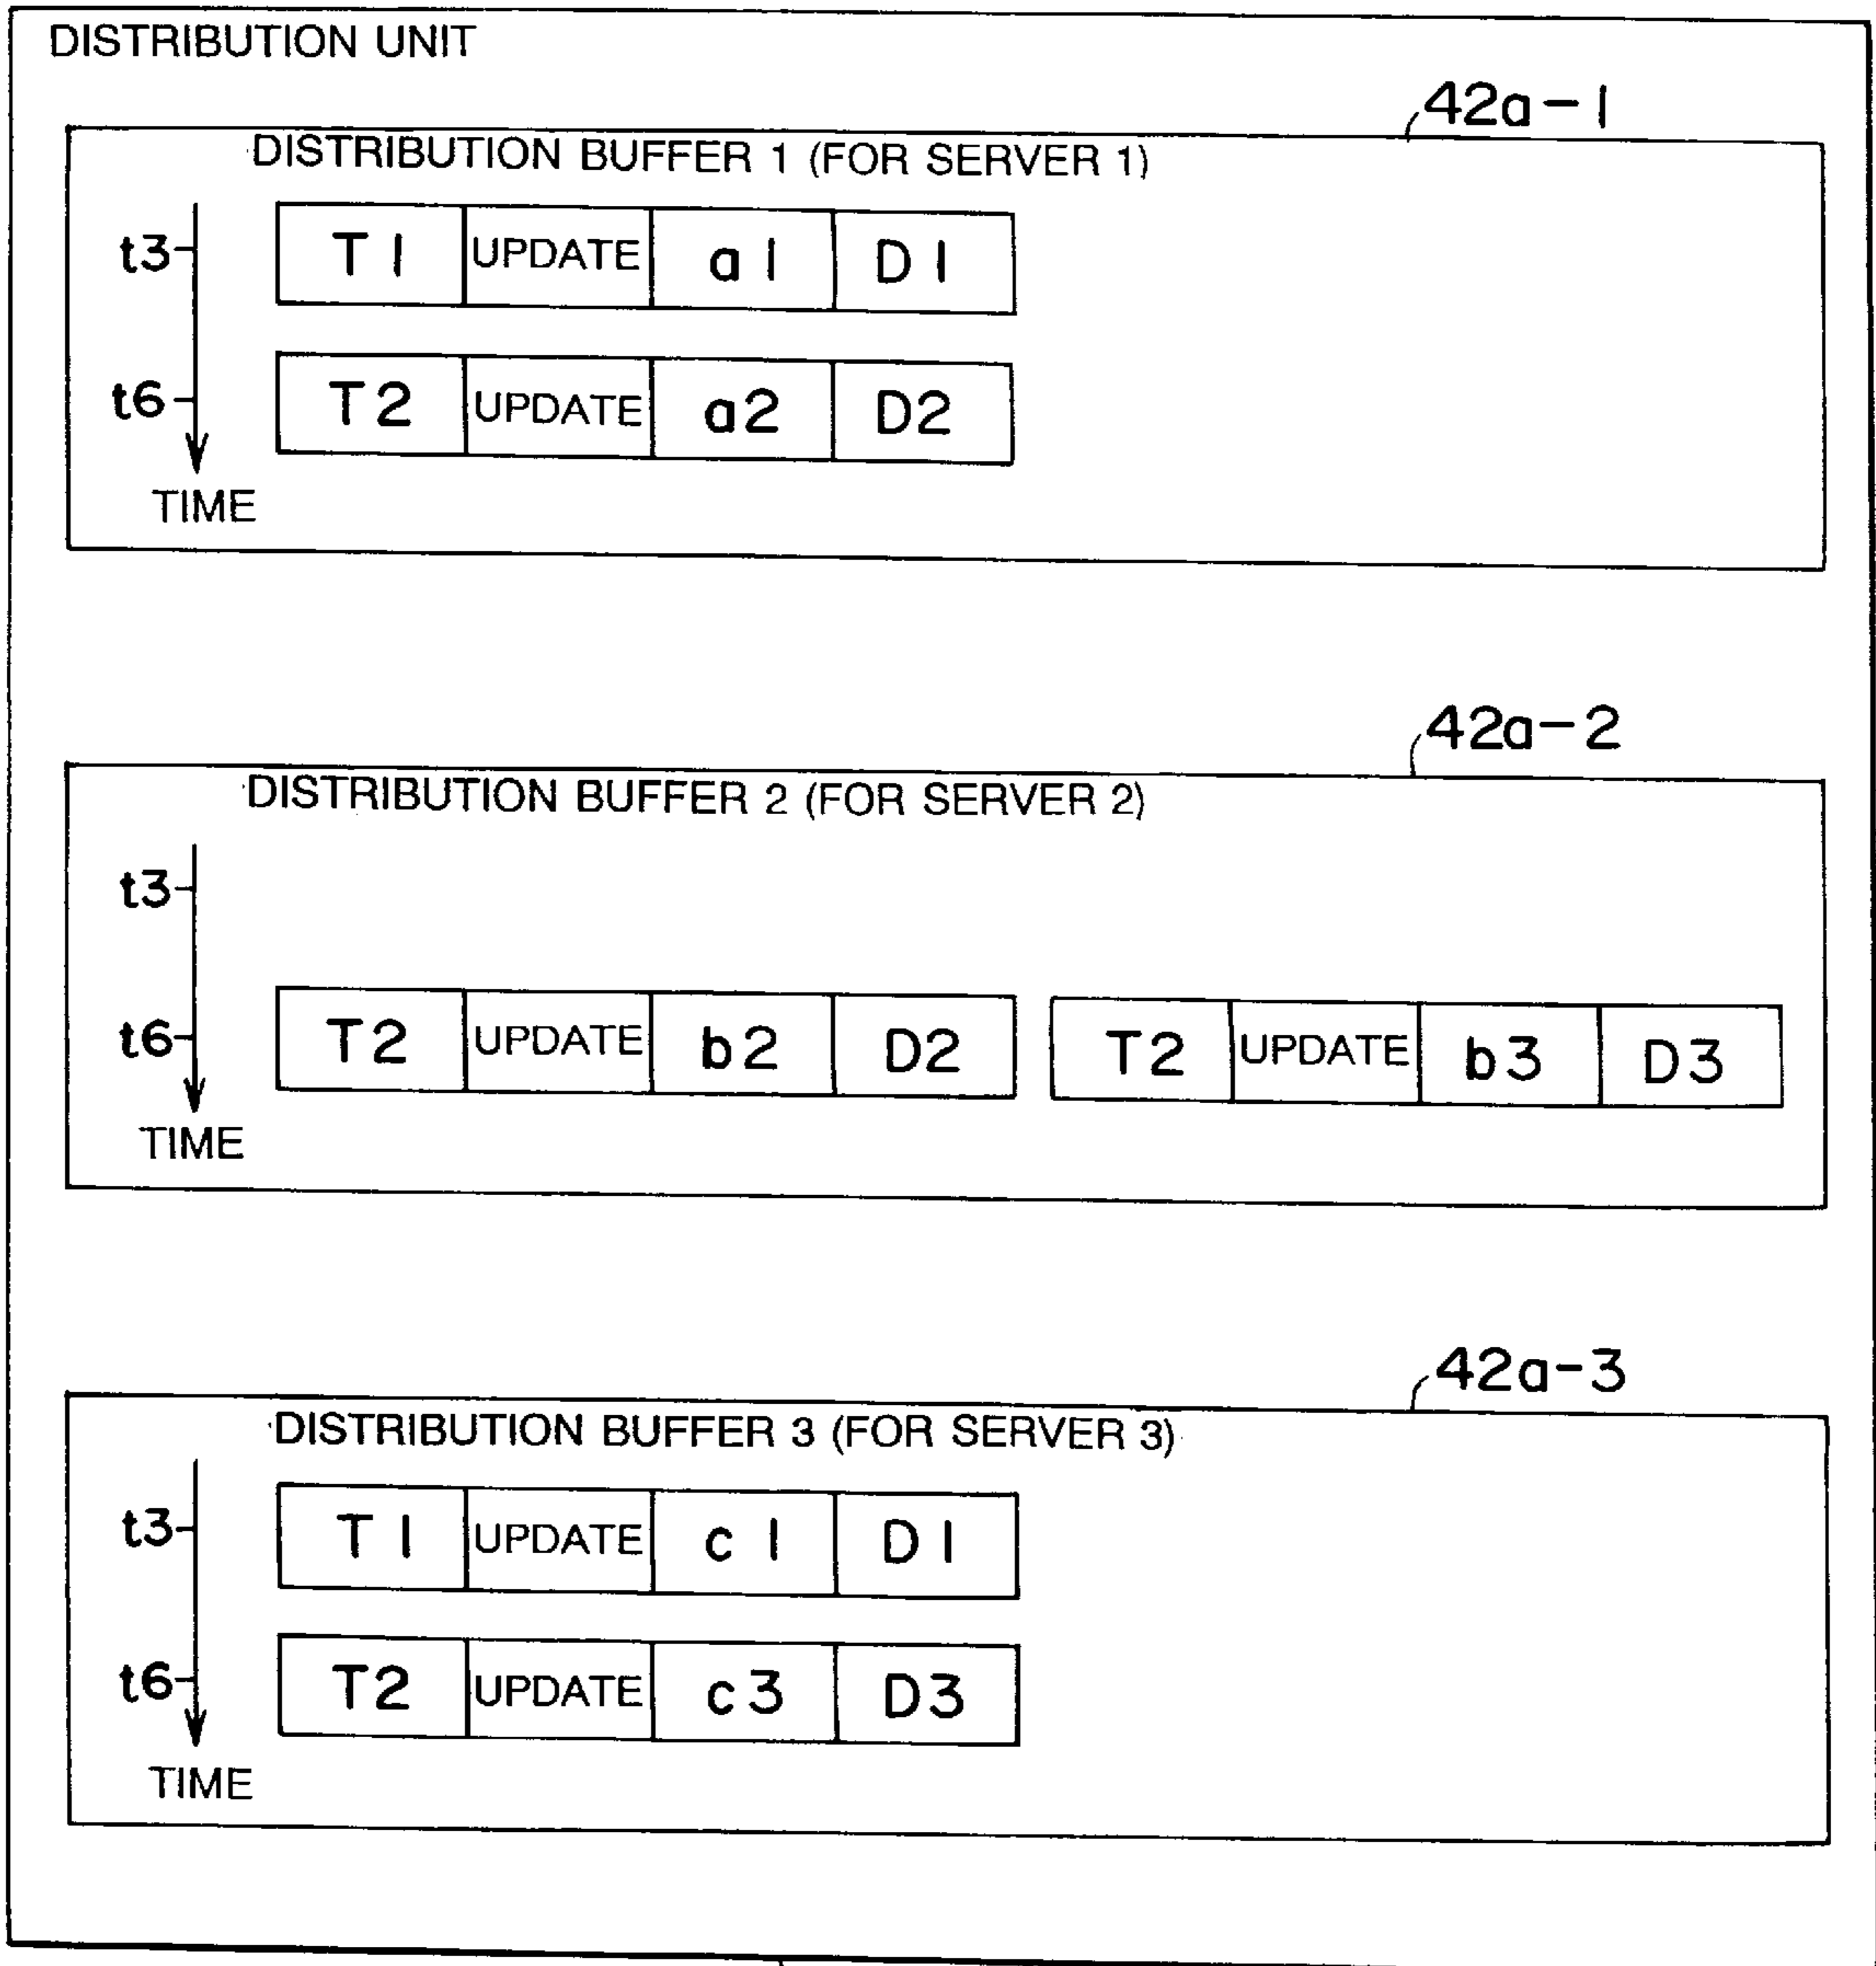 DISTRIBUTION UNIT
42a-1
DISTRIBUTION BUFFER 1 (FOR SERVER 1)
t3 T1 UPDATE a1 D1
t6 T2 UPDATE a2 D2
TIME
42a-2
DISTRIBUTION BUFFER 2 (FOR SERVER 2)
t3
t6 T2 UPDATE b2 D2 T2 UPDATE b3 D3
TIME
42a-3
DISTRIBUTION BUFFER 3 (FOR SERVER 3)
t3 T1 UPDATE c1 D1
t6 T2 UPDATE c3 D3
TIME